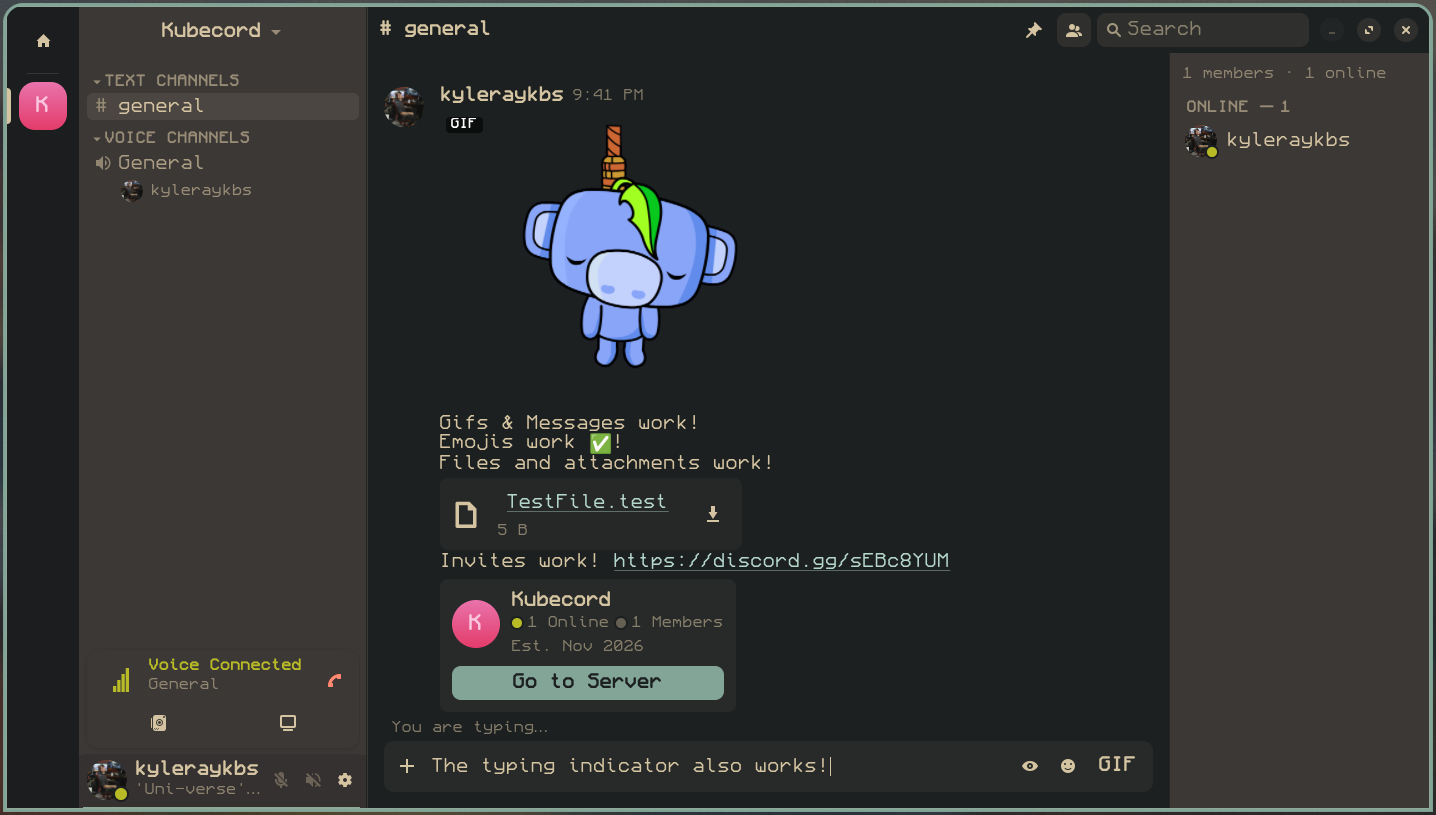 Kubecord
K
TEXT CHANNELS
# general
VOICE CHANNELS
General
kyleraykbs
Voice Connected
General
kyleraykbs
'Uni-verse'...
# general
Search
kyleraykbs 9:41 PM
GIF
Gifs & Messages work!
Emojis work ✅!
Files and attachments work!
TestFile.test
5 B
Invites work! https://discord.gg/sEBc8YUM
K
Kubecord
1 Online 1 Members
Est. Nov 2026
Go to Server
You are typing...
The typing indicator also works!
GIF
1 members · 1 online
ONLINE — 1
kyleraykbs